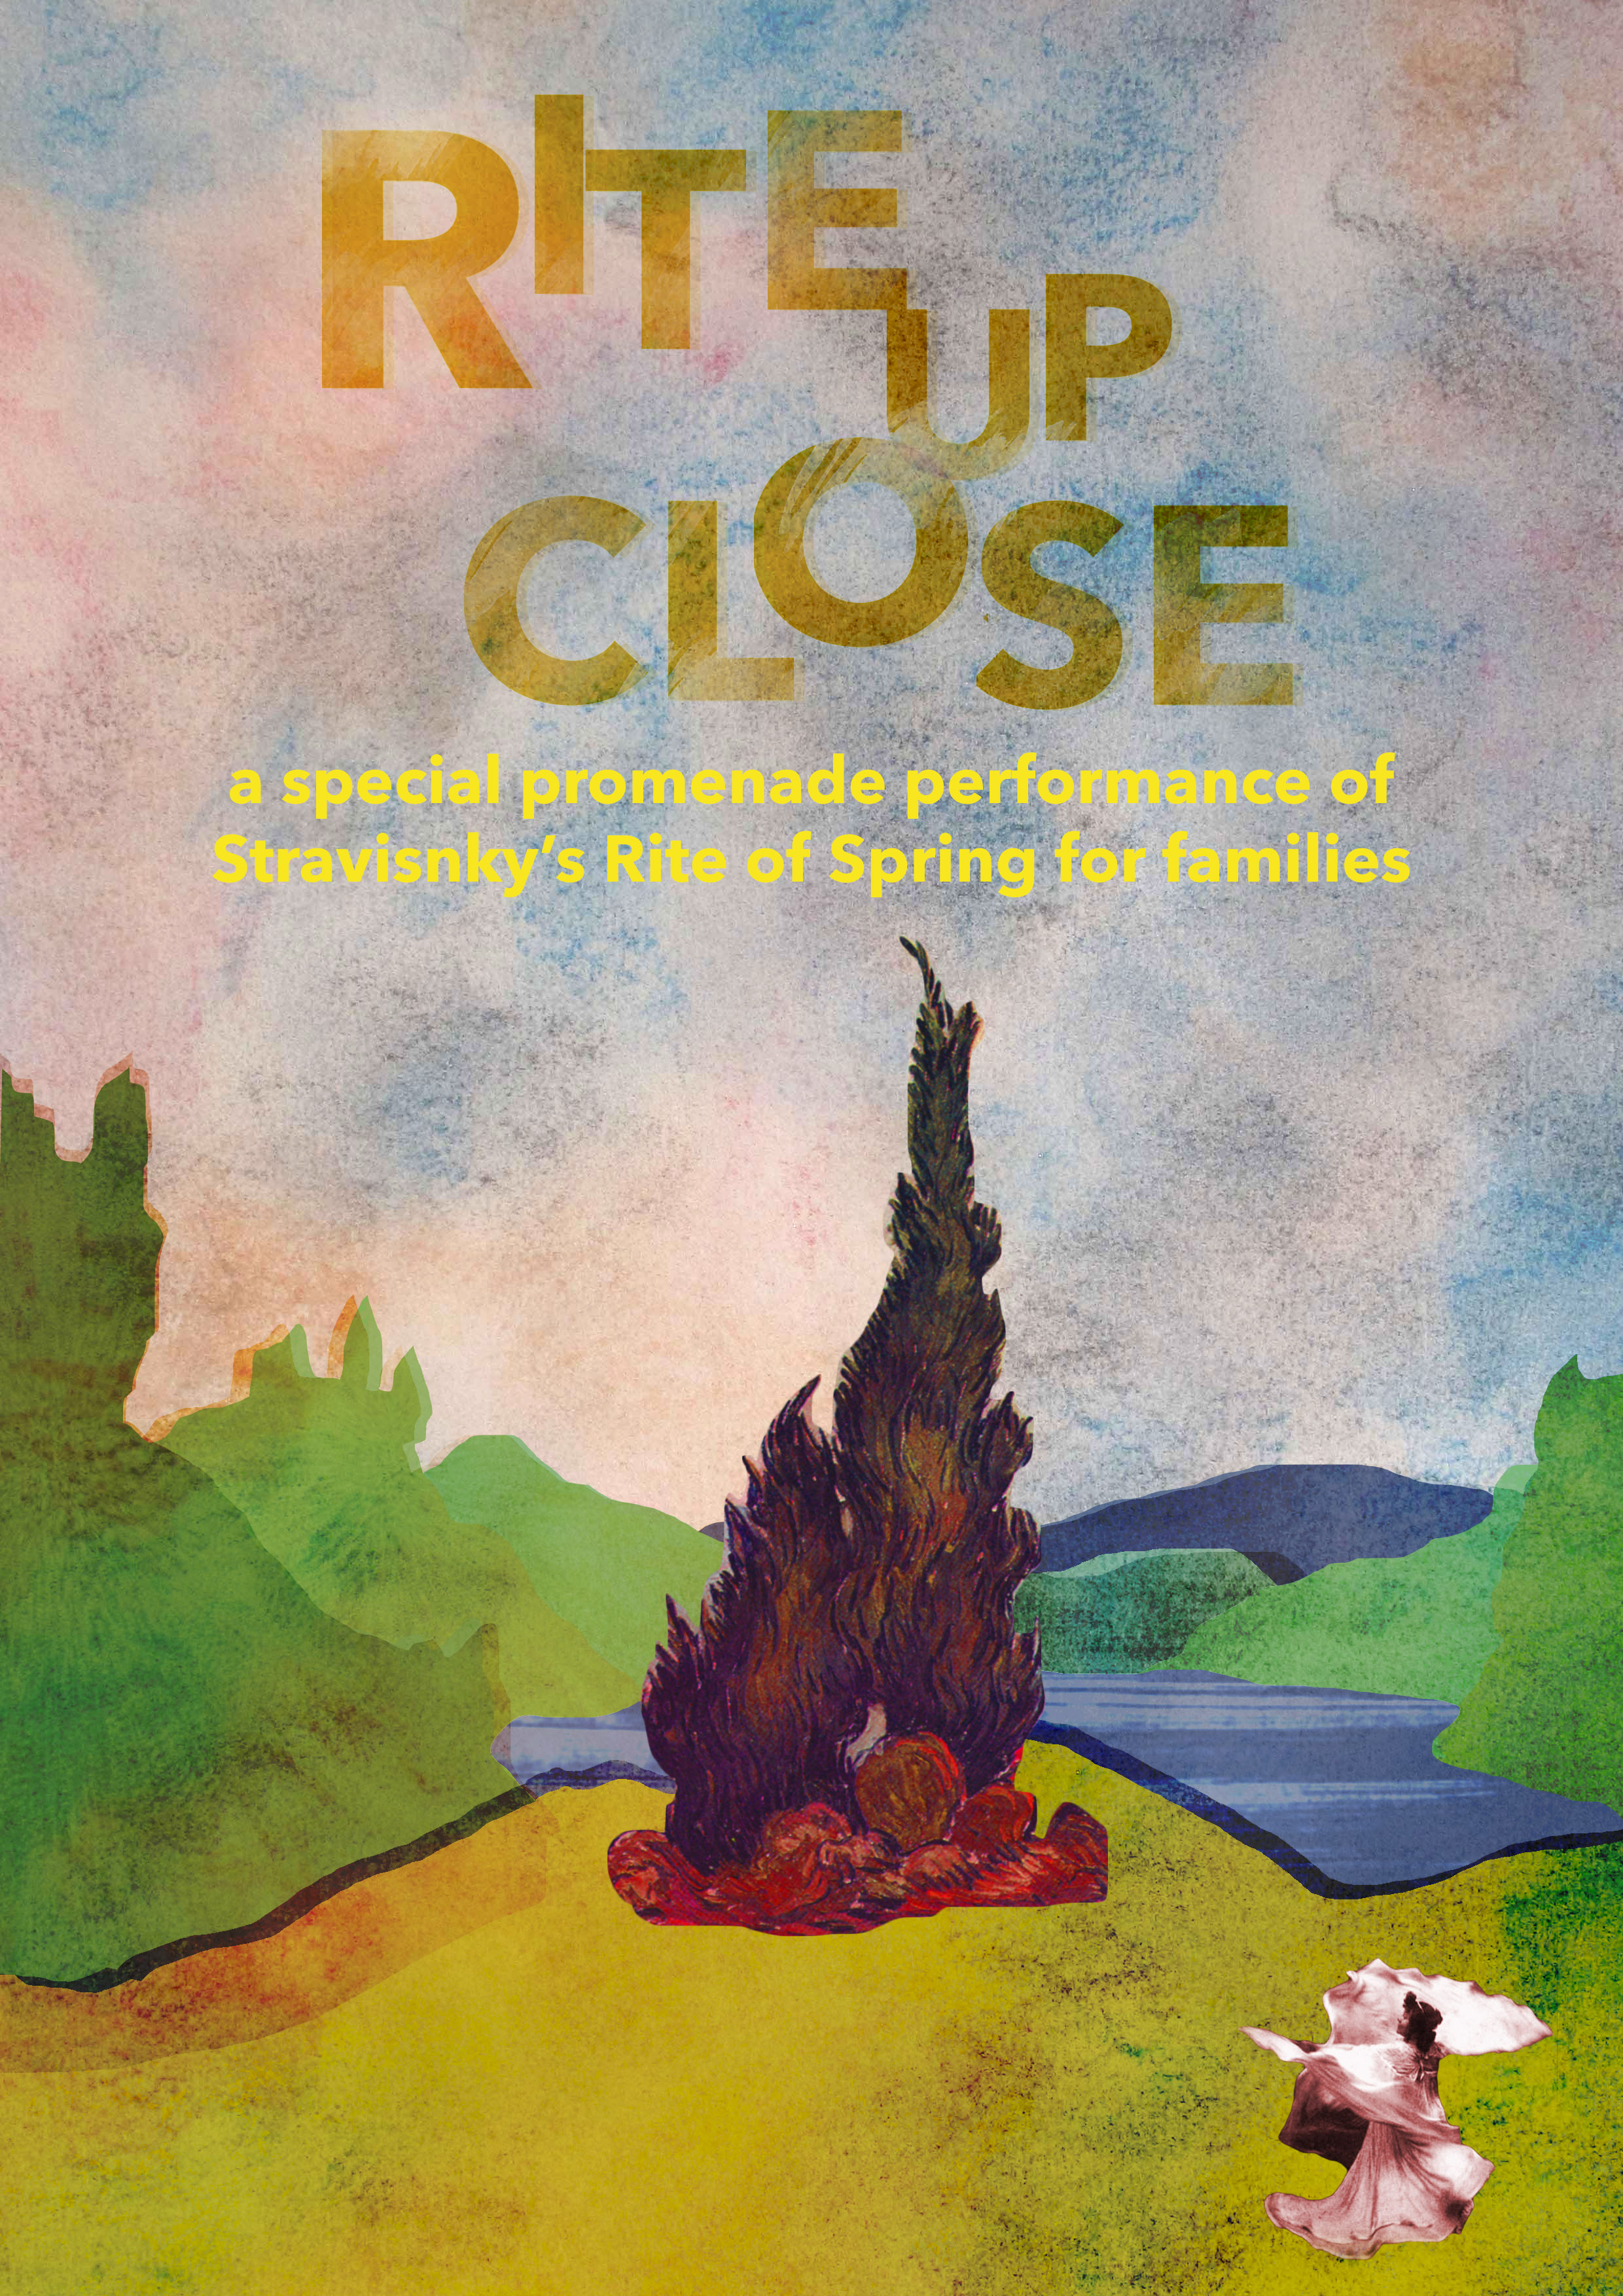 RITE
UP
CLOSE
a special promenade performance of
Stravisnky's Rite of Spring for families